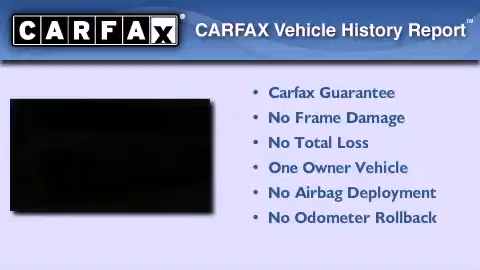 CARFAX® CARFAX Vehicle History Report™
• Carfax Guarantee
• No Frame Damage
• No Total Loss
• One Owner Vehicle
• No Airbag Deployment
• No Odometer Rollback